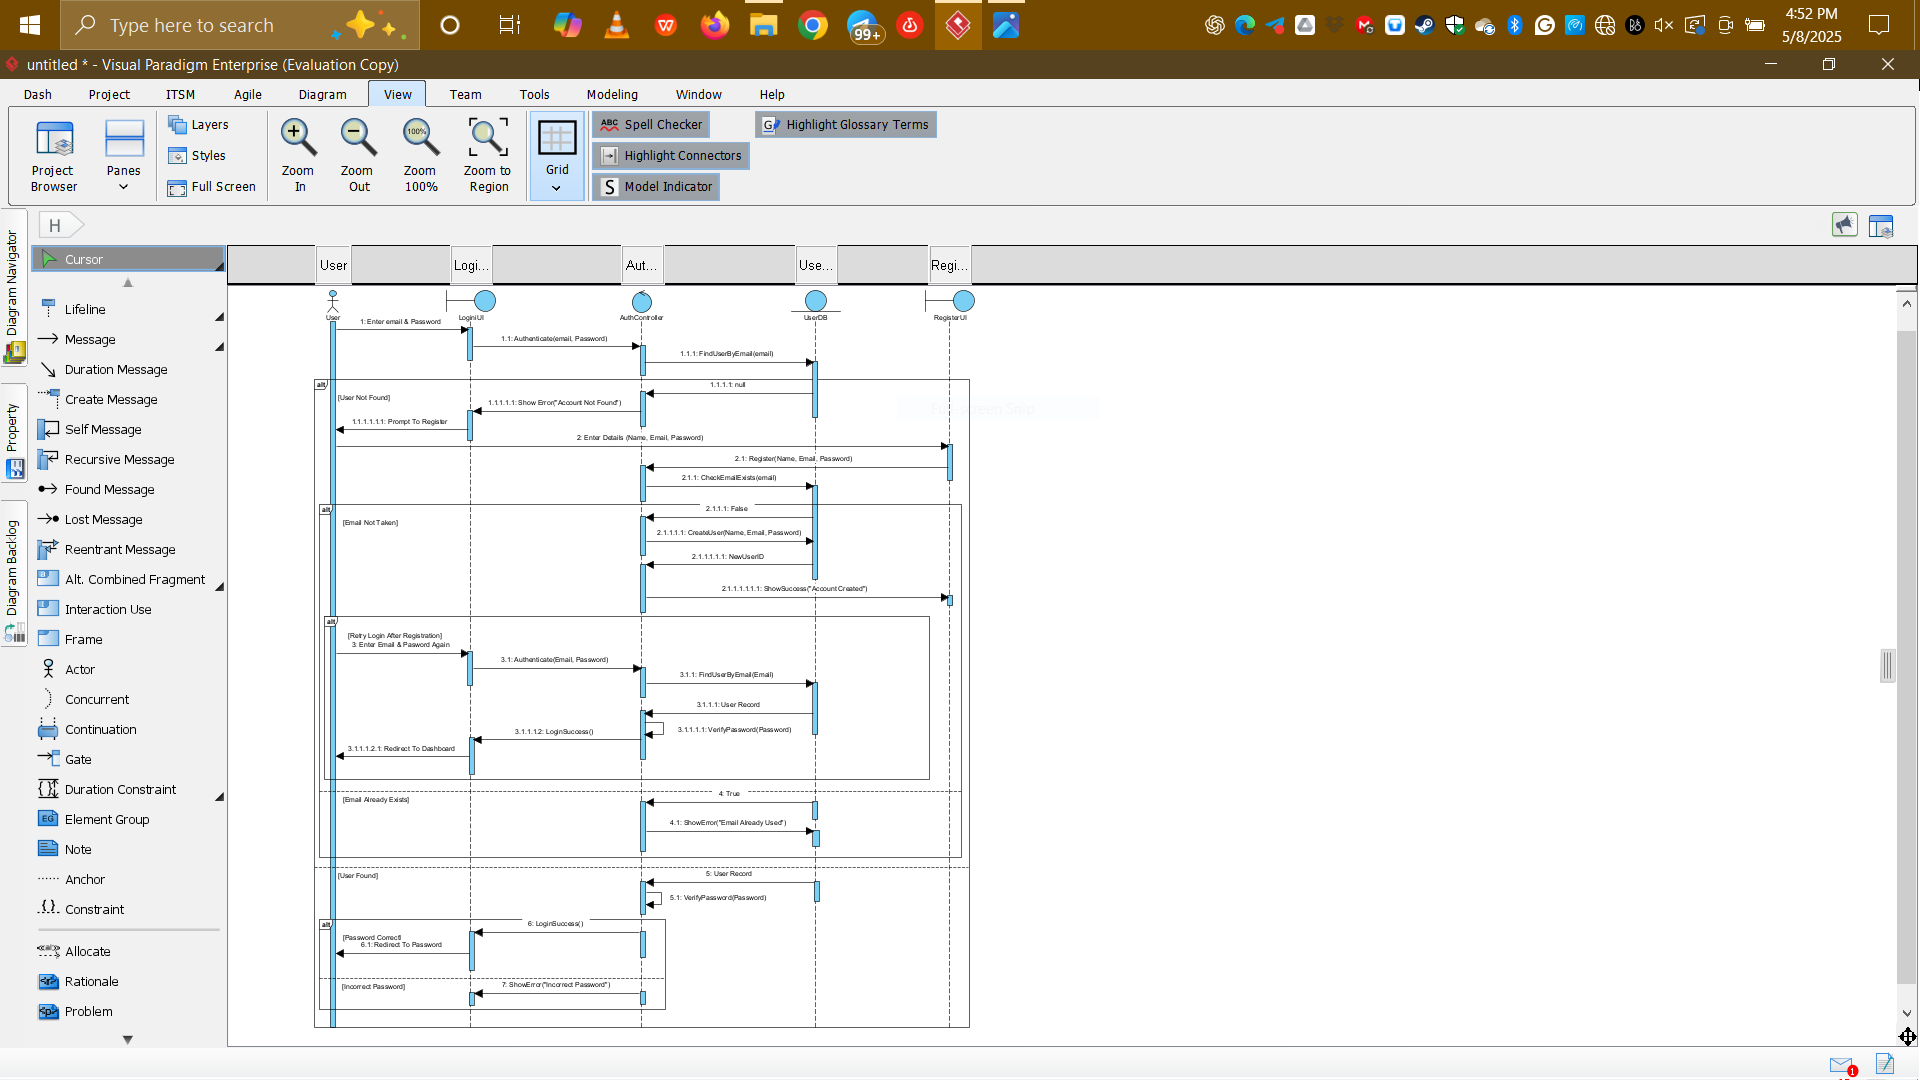 Type here to search
99+
4:52 PM
5/8/2025
untitled * - Visual Paradigm Enterprise (Evaluation Copy)
Dash
Project
ITSM
Agile
Diagram
View
Team
Tools
Modeling
Window
Help
Project Browser
Panes
Layers
Styles
Full Screen
Zoom In
Zoom Out
100%
Zoom 100%
Zoom to Region
Grid
ABC Spell Checker
Highlight Connectors
S Model Indicator
G Highlight Glossary Terms
H
Diagram Navigator
Property
Diagram Backlog
Cursor
Lifeline
Message
Duration Message
Create Message
Self Message
Recursive Message
Found Message
Lost Message
Reentrant Message
Alt. Combined Fragment
Interaction Use
Frame
Actor
Concurrent
Continuation
Gate
Duration Constraint
EG Element Group
Note
Anchor
Constraint
Allocate
Rationale
Problem
User
Logi...
Aut...
Use...
Regi...
User
LoginiUI
AuthController
UserDB
RegisterUI
1: Enter email & Password
1.1: Authenticate(email, Password)
1.1.1: FindUserByEmail(email)
alt
1.1.1.1: null
[User Not Found]
1.1.1.1.1: Show Error("Account Not Found")
1.1.1.1.1.1: Prompt To Register
2: Enter Details (Name, Email, Password)
2.1: Register(Name, Email, Password)
2.1.1: CheckEmailExists(email)
alt
2.1.1.1: False
[Email Not Taken]
2.1.1.1.1: CreateUser(Name, Email, Password)
2.1.1.1.1.1: NewUserID
2.1.1.1.1.1.1: ShowSuccess("Account Created")
alt
[Retry Login After Registration]
3: Enter Email & Pasword Again
3.1: Authenticate(Email, Password)
3.1.1: FindUserByEmail(Email)
3.1.1.1: User Record
3.1.1.1.1: VerifyPassword(Password)
3.1.1.1.2: LoginSuccess()
3.1.1.1.2.1: Redirect To Dashboard
4: True
[Email Already Exists]
4.1: ShowError("Email Already Used")
[User Found]
5: User Record
5.1: VerifyPassword(Password)
alt
6: LoginSuccess()
[Password Correct]
6.1: Redirect To Password
[Incorrect Password]
7: ShowError("Incorrect Password")
1